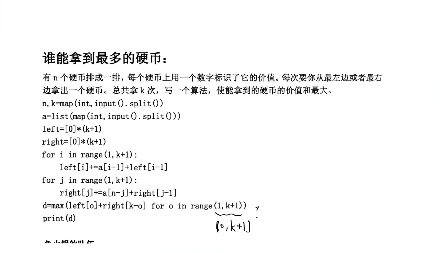 谁能拿到最多的硬币:
有 n 个硬币排成一排，每个硬币上用一个数字标识了它的价值。每次要你从最左边或者最右
边拿出一个硬币。总共拿 k 次，写一个算法，使能拿到的硬币的价值和最大。
n,k=map(int,input().split())
a=list(map(int,input().split()))
left=[0]*(k+1)
right=[0]*(k+1)
for i in range(1,k+1):
left[i]+=a[i-1]+left[i-1]
for j in range(1,k+1):
right[j]+=a[n-j]+right[j-1]
d=max(left[o]+right[k-o] for o in range(1,k+1)) ?
print(d)
[0,k+1)